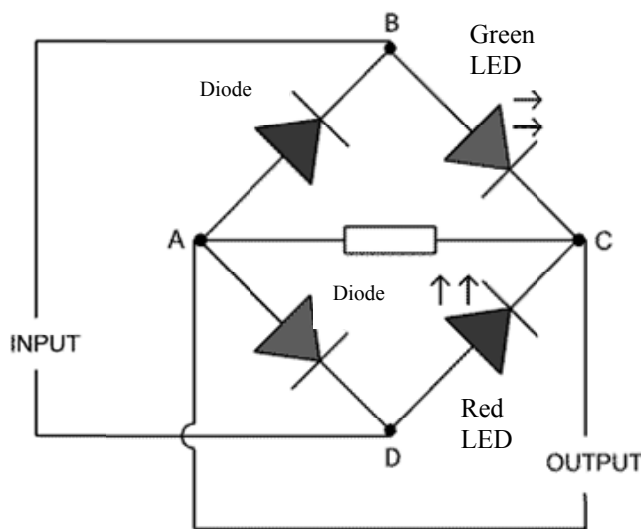 B
Green
LED
Diode
A
C
Diode
INPUT
Red
LED
D
OUTPUT